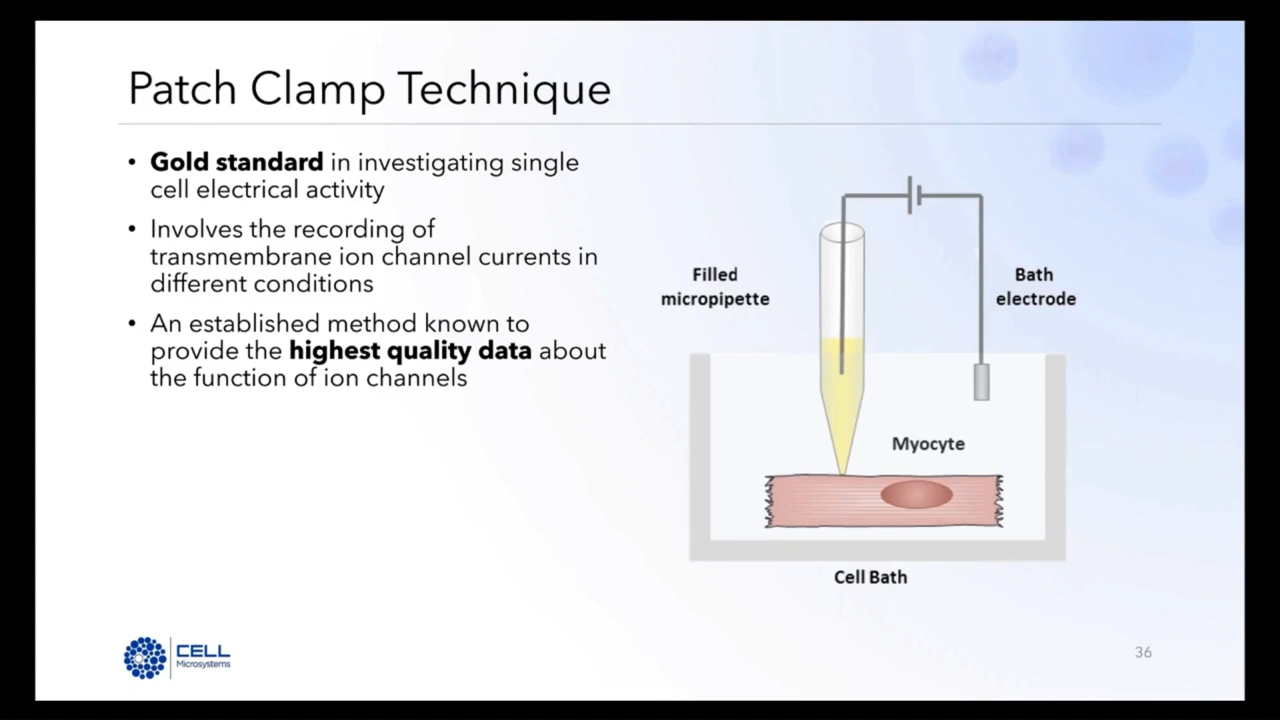 Patch Clamp Technique
• Gold standard in investigating single
cell electrical activity
• Involves the recording of
transmembrane ion channel currents in
different conditions
• An established method known to
provide the highest quality data about
the function of ion channels
Filled
micropipette
Bath
electrode
Myocyte
Cell Bath
CELL
Microsystems
36